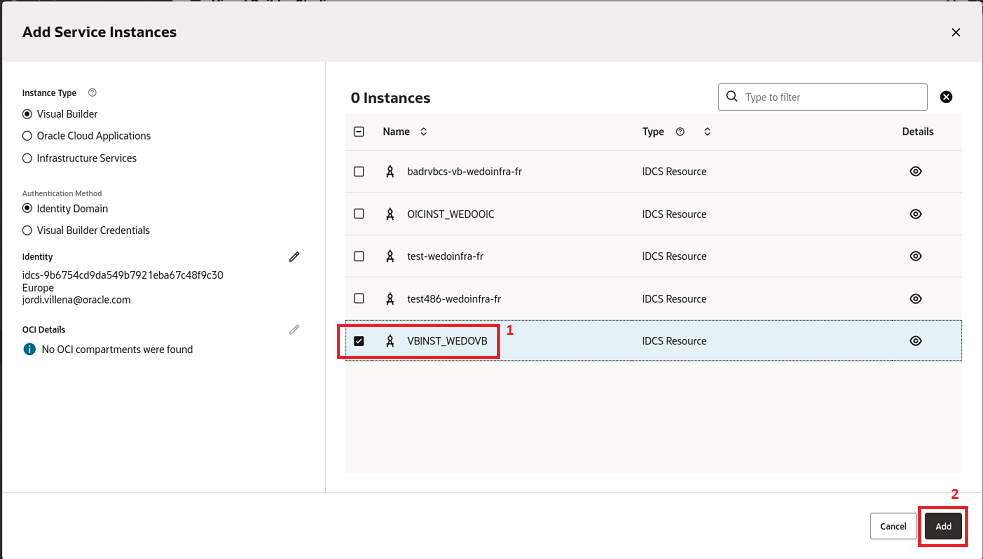 Add Service Instances
Instance Type
Visual Builder
Oracle Cloud Applications
Infrastructure Services
Authentication Method
Identity Domain
Visual Builder Credentials
Identity
idcs-9b6754cd9da549b7921eba67c48f9c30
Europe
jordi.villena@oracle.com
OCI Details
No OCI compartments were found
0 Instances
Type to filter
Name Type Details
badrvbcs-vb-wedoinfra-fr IDCS Resource
OICINST_WEDOOIC IDCS Resource
test-wedoinfra-fr IDCS Resource
test486-wedoinfra-fr IDCS Resource
VBINST_WEDOVB 1 IDCS Resource
2
Cancel Add